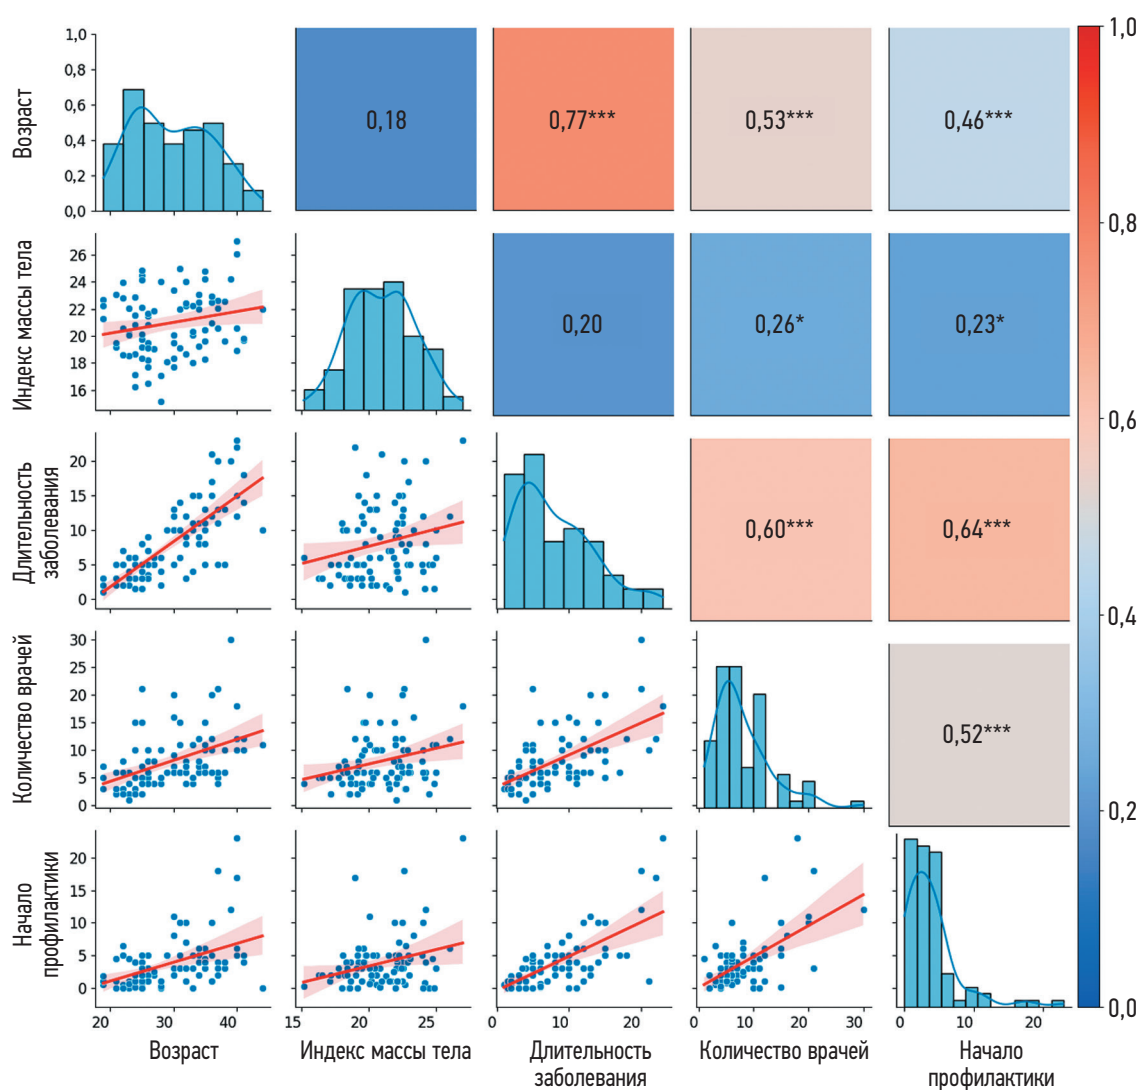 1,0
0,8
0,6
0,4
0,2
0,0
Возраст
0,18
0,77***
0,53***
0,46***
1,0
0,8
0,6
0,4
0,2
0,0
26
24
22
20
18
16
Индекс массы тела
0,20
0,26*
0,23*
20
15
10
5
0
Длительность
заболевания
0,60***
0,64***
30
25
20
15
10
5
0
Количество врачей
0,52***
20
15
10
5
0
Начало
профилактики
20 30 40
15 20 25
0 10 20
0 10 20 30
0 10 20
Возраст
Индекс массы тела
Длительность
заболевания
Количество врачей
Начало
профилактики